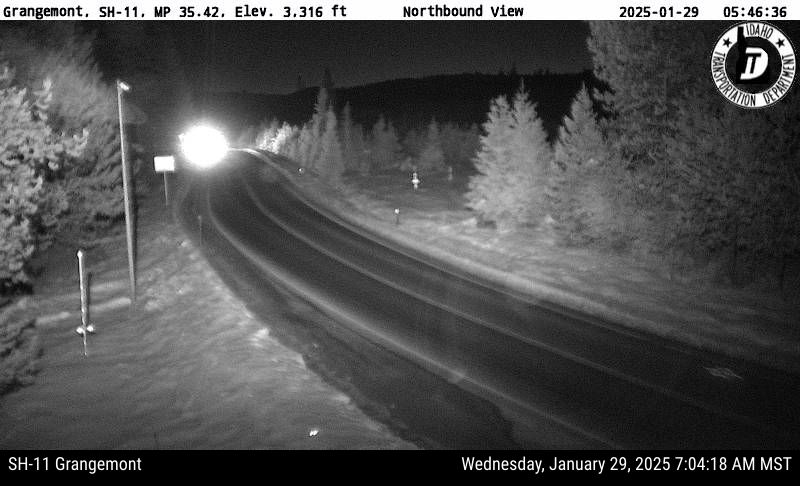 Grangemont, SH-11, MP 35.42, Elev. 3,316 ft Northbound View 2025-01-29 05:46:36
IDAHO
TRANSPORTATION DEPARTMENT
SH-11 Grangemont Wednesday, January 29, 2025 7:04:18 AM MST